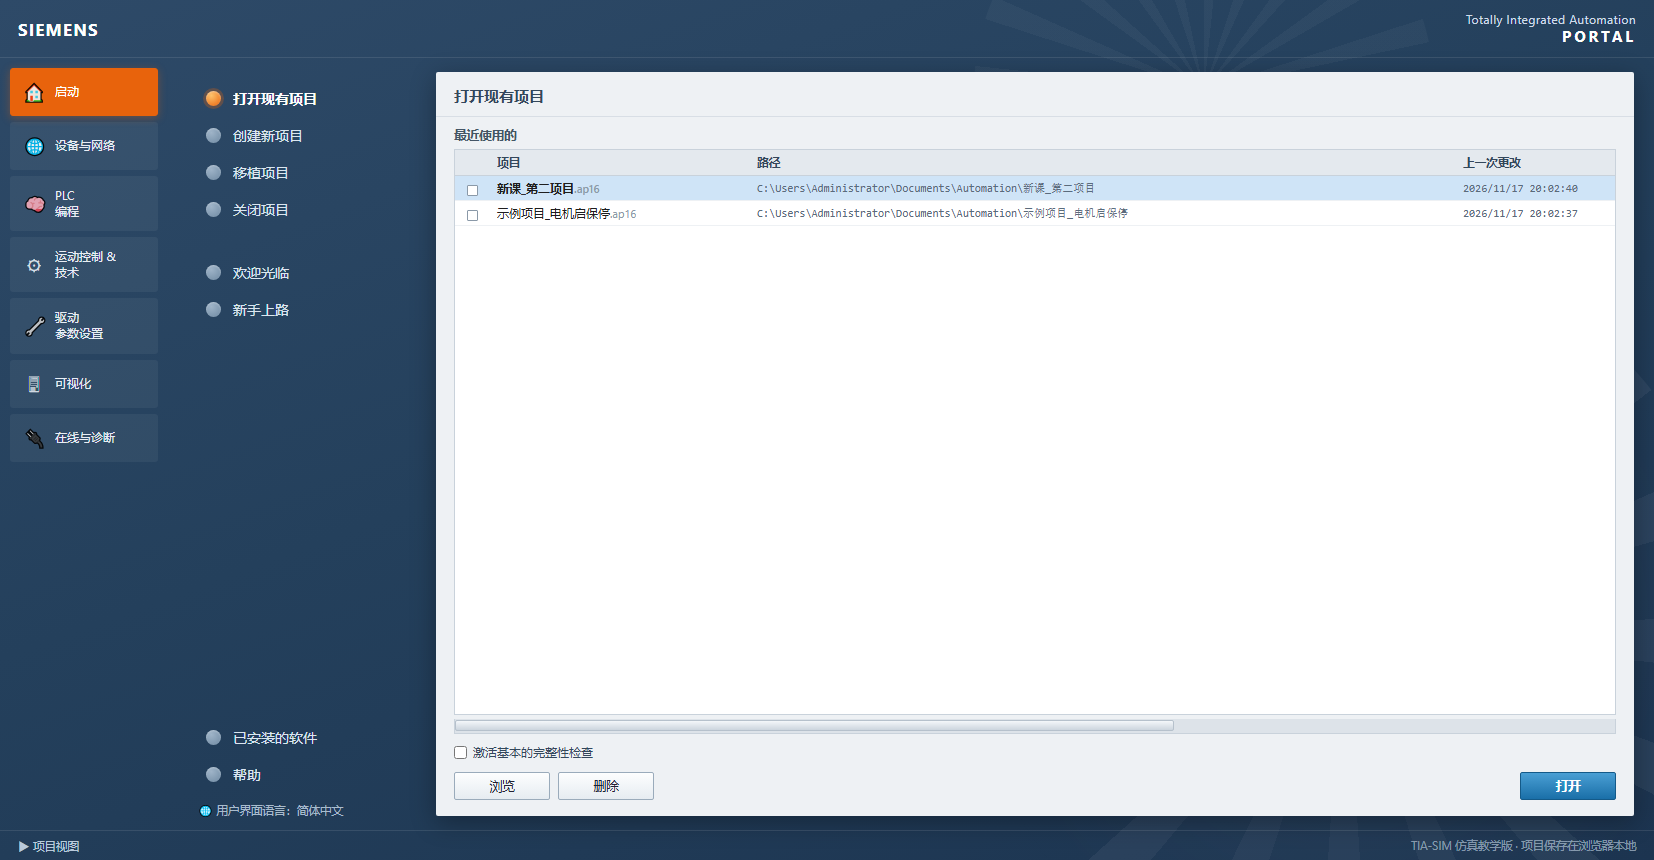 SIEMENS
Totally Integrated Automation
PORTAL
启动
设备与网络
PLC
编程
运动控制 &
技术
驱动
参数设置
可视化
在线与诊断
打开现有项目
创建新项目
移植项目
关闭项目
欢迎光临
新手上路
已安装的软件
帮助
用户界面语言: 简体中文
打开现有项目
最近使用的
项目 路径 上一次更改
新课_第二项目.ap16 C:\Users\Administrator\Documents\Automation\新课_第二项目 2026/11/17 20:02:40
示例项目_电机启保停.ap16 C:\Users\Administrator\Documents\Automation\示例项目_电机启保停 2026/11/17 20:02:37
激活基本的完整性检查
浏览 删除 打开
▶ 项目视图
TIA-SIM 仿真教学版 · 项目保存在浏览器本地